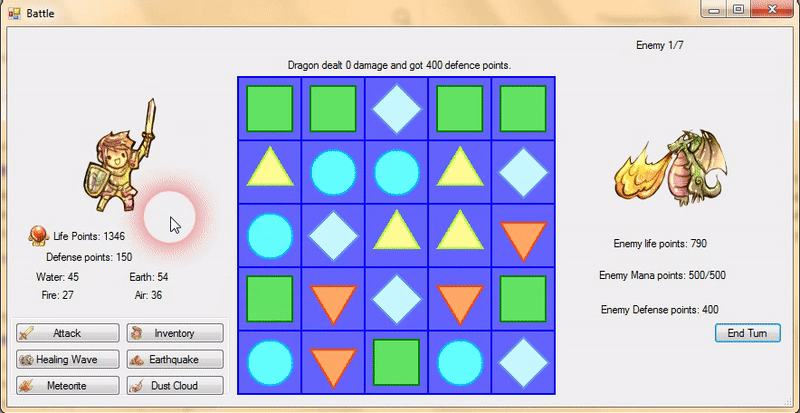 Battle
Enemy 1/7
Dragon dealt 0 damage and got 400 defence points.
Life Points: 1346
Defense points: 150
Water: 45 Earth: 54
Fire: 27 Air: 36
Attack Inventory
Healing Wave Earthquake
Meteorite Dust Cloud
Enemy life points: 790
Enemy Mana points: 500/500
Enemy Defense points: 400
End Turn